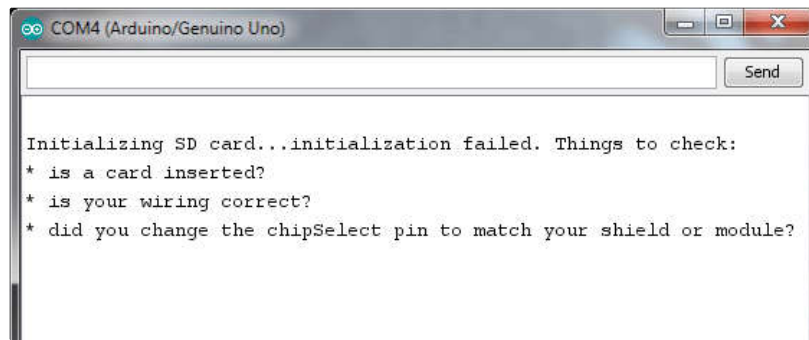 COM4 (Arduino/Genuino Uno)
Send
Initializing SD card...initialization failed. Things to check:
* is a card inserted?
* is your wiring correct?
* did you change the chipSelect pin to match your shield or module?